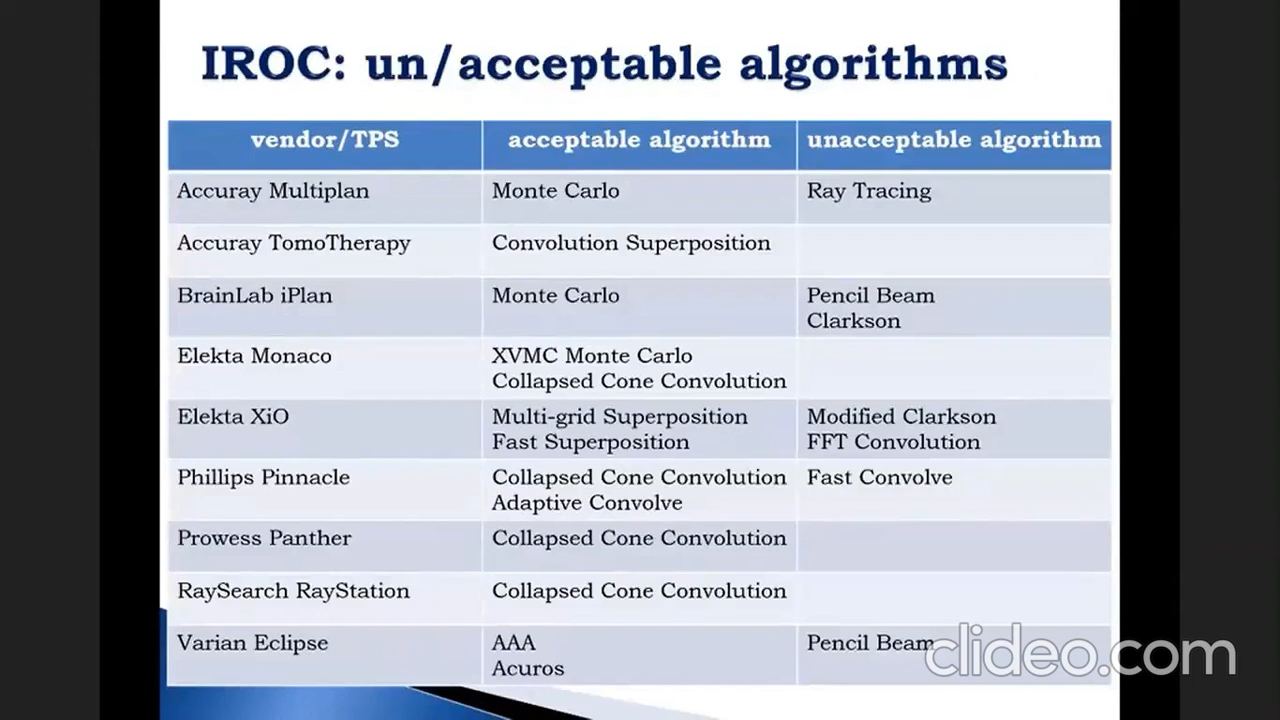 IROC: un/acceptable algorithms
vendor/TPS acceptable algorithm unacceptable algorithm
Accuray Multiplan Monte Carlo Ray Tracing
Accuray TomoTherapy Convolution Superposition
BrainLab iPlan Monte Carlo Pencil Beam
Clarkson
Elekta Monaco XVMC Monte Carlo
Collapsed Cone Convolution
Elekta XiO Multi-grid Superposition Modified Clarkson
Fast Superposition FFT Convolution
Phillips Pinnacle Collapsed Cone Convolution Fast Convolve
Adaptive Convolve
Prowess Panther Collapsed Cone Convolution
RaySearch RayStation Collapsed Cone Convolution
Varian Eclipse AAA Pencil Beam
Acuros
clideo.com